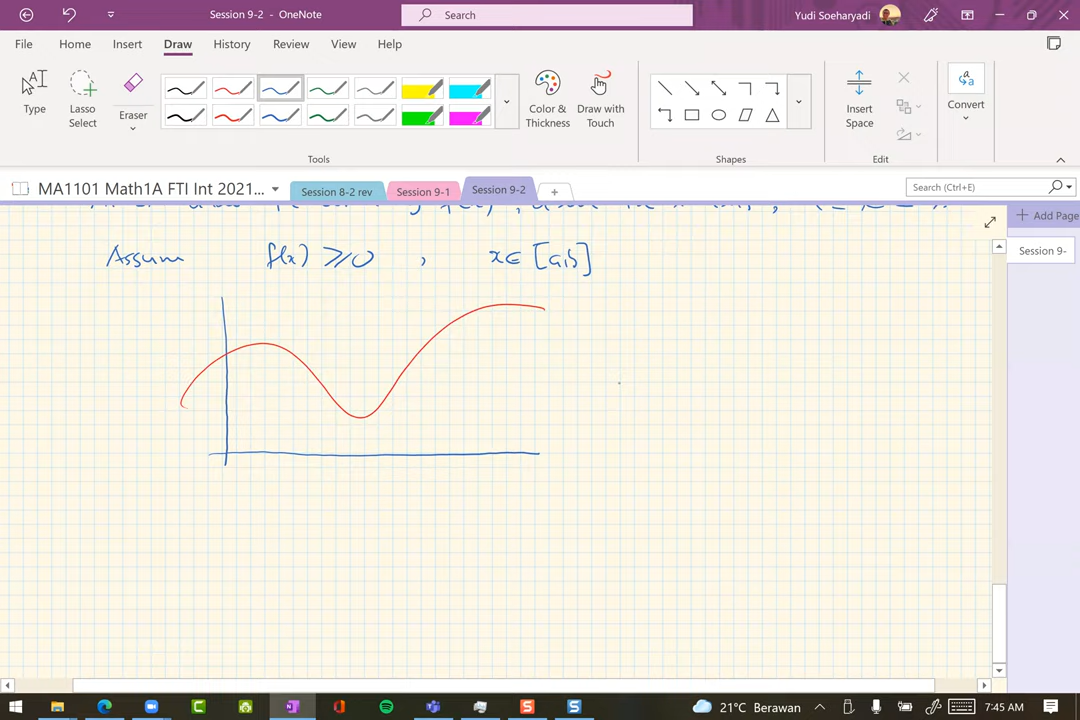 Session 9-2 - OneNote
Search
Yudi Soeharyadi
File Home Insert Draw History Review View Help
Type
Lasso Select
Eraser
Color & Thickness
Draw with Touch
Insert Space
Convert
Tools
Shapes
Edit
MA1101 Math1A FTI Int 2021... Session 8-2 rev Session 9-1 Session 9-2 Search (Ctrl+E)
Add Page
Session 9-
Assum f(x) ≥ 0 , x ∈ [a,b]
21°C Berawan 7:45 AM